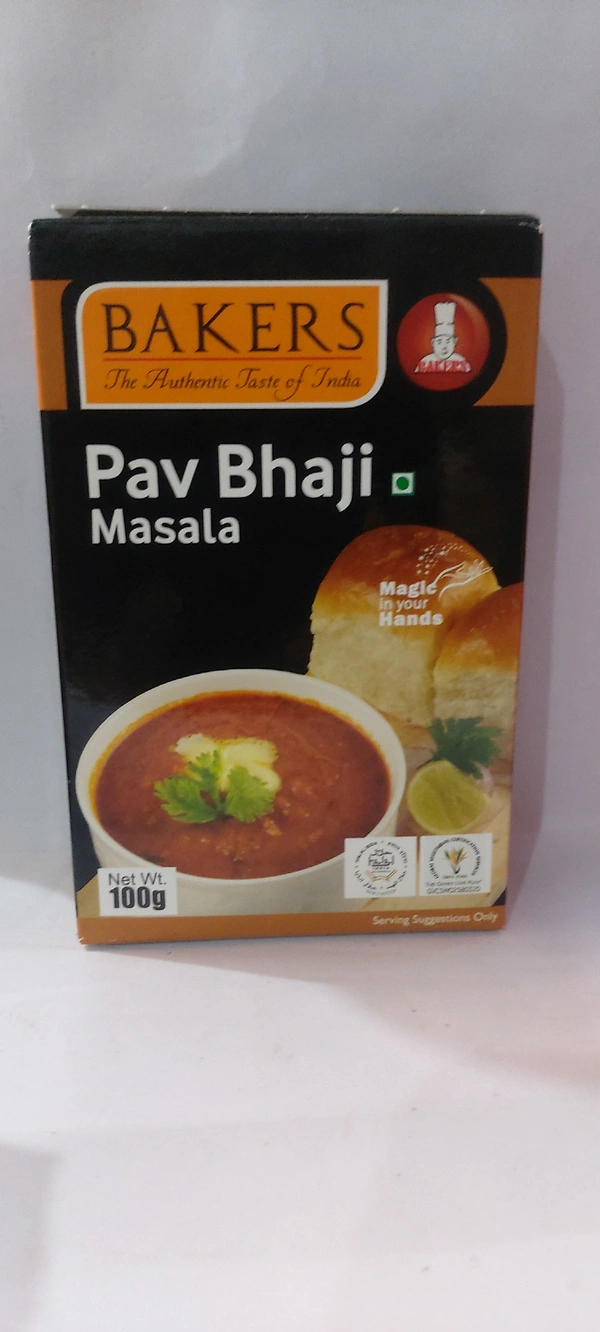 BAKERS
The Authentic Taste of India
BAKERS
Pav Bhaji
Masala
Magic
in your
Hands
Net Wt.
100g
Serving Suggestions Only